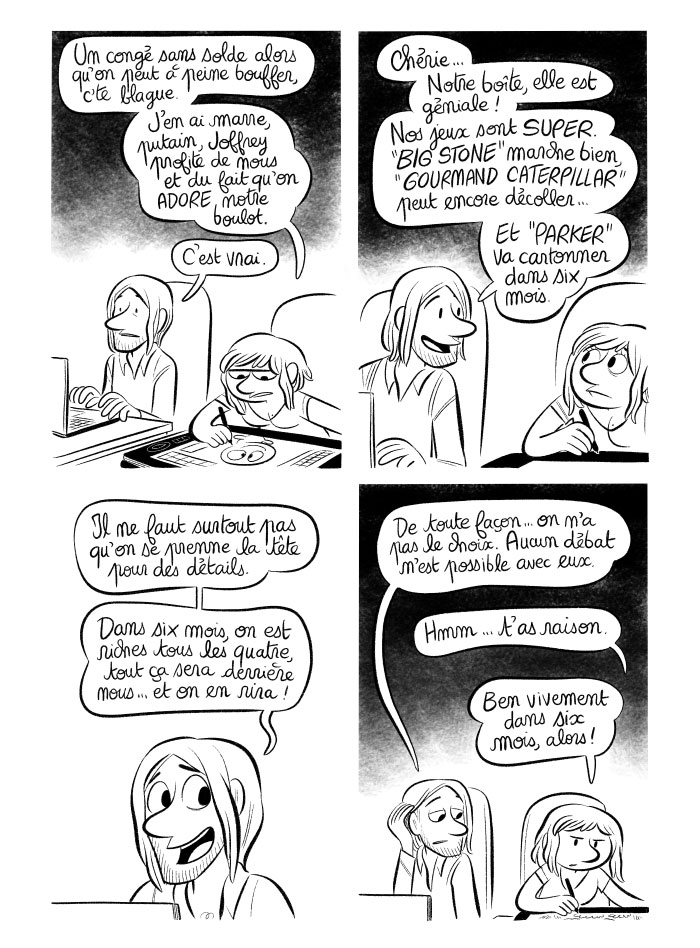 Un congé sans solde alors
qu'on peut à peine bouffer,
c'te blague.
J'en ai marre,
putain, Joffrey
profite de nous
et du fait qu'on
ADORE notre
boulot.
C'est vrai.
Chérie...
Notre boîte, elle est
géniale !
Nos jeux sont SUPER.
"BIG STONE" marche bien,
"GOURMAND CATERPILLAR"
peut encore décoller...
Et "PARKER"
va cartonner
dans six
mois.
Il ne faut surtout pas
qu'on se prenne la tête
pour des détails.
Dans six mois, on est
riches tous les quatre,
tout ça sera derrière
nous... et on en rira !
De toute façon... on n'a
pas le choix. Aucun débat
n'est possible avec eux.
Hmm... t'as raison.
Ben vivement
dans six
mois, alors !